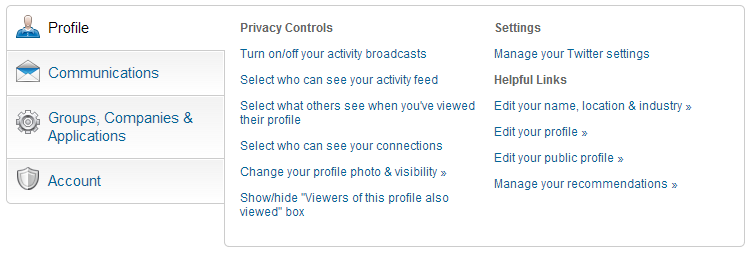 Profile
Communications
Groups, Companies &
Applications
Account
Privacy Controls
Turn on/off your activity broadcasts
Select who can see your activity feed
Select what others see when you've viewed
their profile
Select who can see your connections
Change your profile photo & visibility »
Show/hide "Viewers of this profile also
viewed" box
Settings
Manage your Twitter settings
Helpful Links
Edit your name, location & industry »
Edit your profile »
Edit your public profile »
Manage your recommendations »